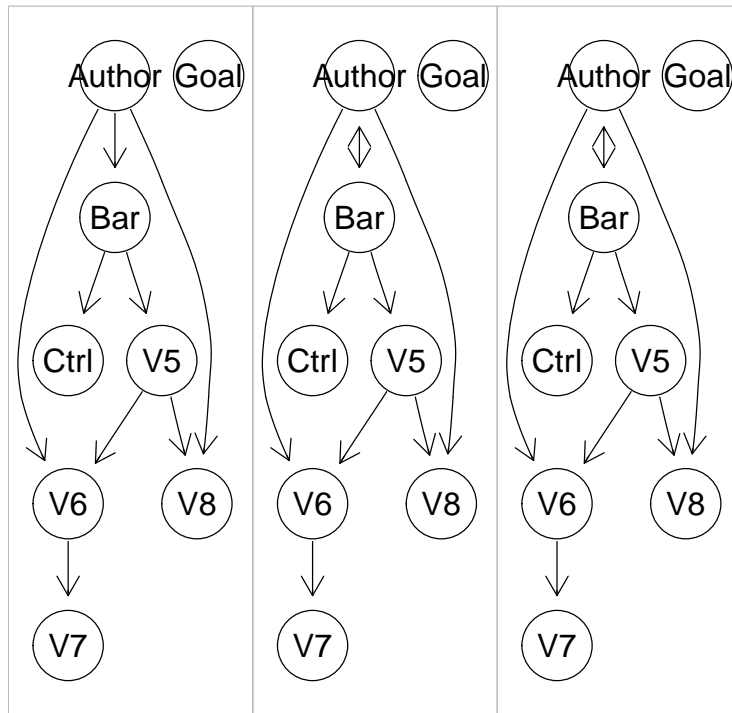 Author Goal Author Goal Author Goal
Bar Bar Bar
Ctrl V5 Ctrl V5 Ctrl V5
V6 V8 V6 V8 V6 V8
V7 V7 V7